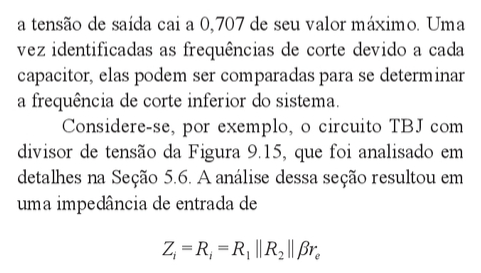 a tensão de saída cai a 0,707 de seu valor máximo. Uma
vez identificadas as frequências de corte devido a cada
capacitor, elas podem ser comparadas para se determinar
a frequência de corte inferior do sistema.
Considere-se, por exemplo, o circuito TBJ com
divisor de tensão da Figura 9.15, que foi analisado em
detalhes na Seção 5.6. A análise dessa seção resultou em
uma impedância de entrada de
Zᵢ = Rᵢ = R₁ || R₂ || βrₑ